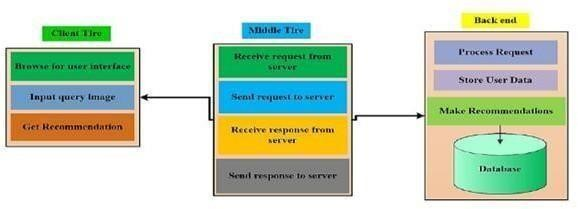 Client Tire
Browse for user interface
Input query image
Get Recommendation
Middle Tire
Receive request from
server
Send request to server
Receive response from
server
Send response to server
Back end
Process Request
Store User Data
Make Recommendations
Database